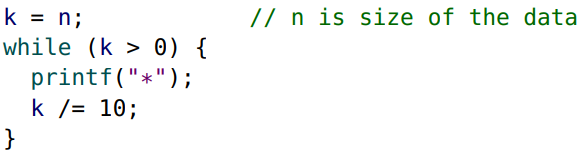 k = n;           // n is size of the data
while (k > 0) {
  printf("*");
  k /= 10;
}